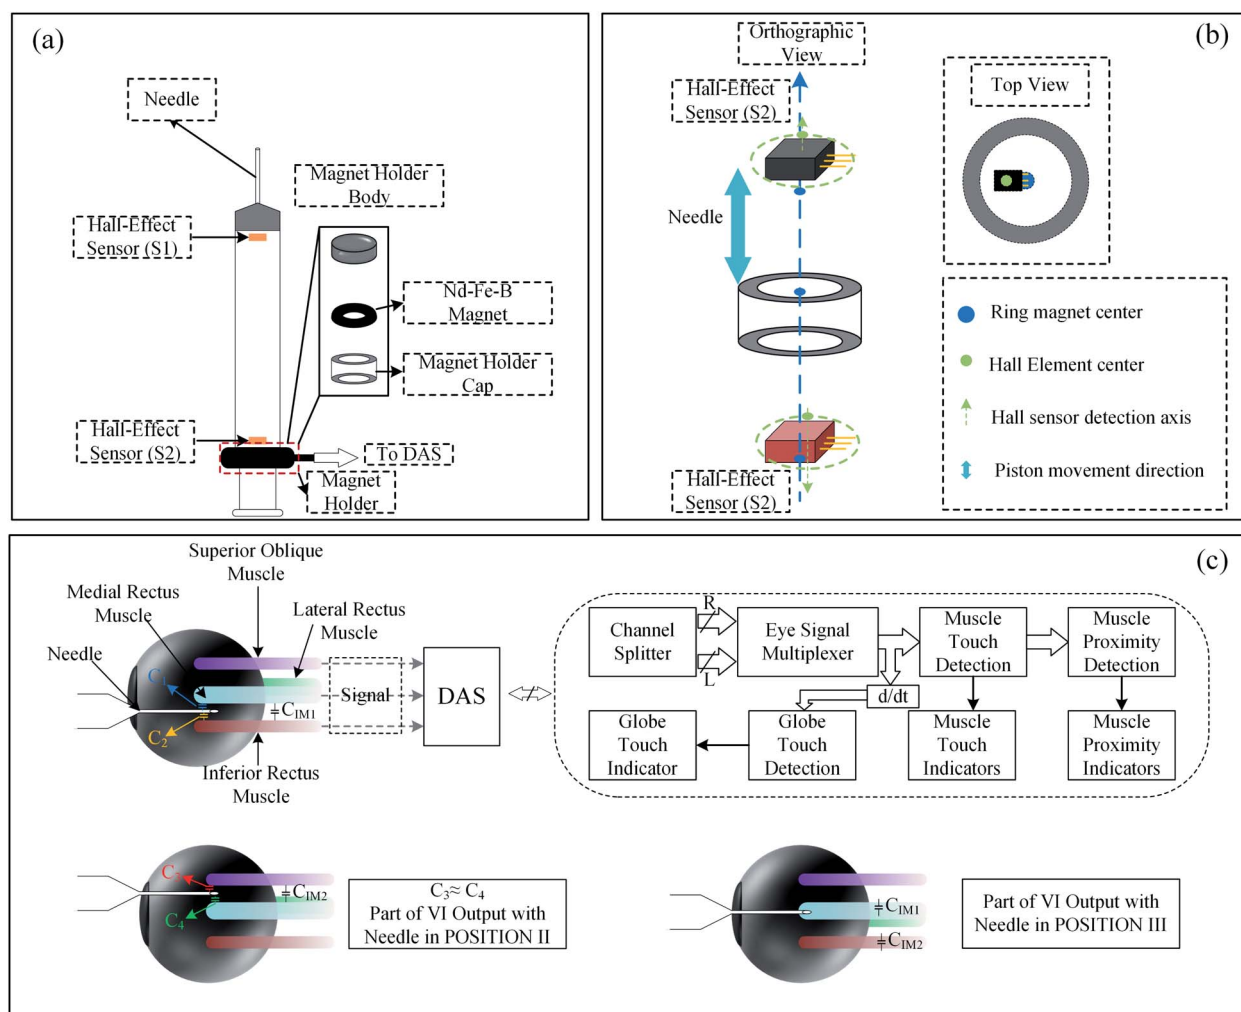 (a)
Needle
Magnet Holder
Body
Hall-Effect
Sensor (S1)
Nd-Fe-B
Magnet
Magnet Holder
Cap
Hall-Effect
Sensor (S2)
To DAS
Magnet
Holder
(b)
Orthographic
View
Hall-Effect
Sensor (S2)
Needle
Hall-Effect
Sensor (S2)
Top View
Ring magnet center
Hall Element center
Hall sensor detection axis
Piston movement direction
(c)
Superior Oblique
Muscle
Medial Rectus
Muscle
Lateral Rectus
Muscle
Needle
C1
C2
CIM1
Inferior Rectus
Muscle
Signal
DAS
Channel
Splitter
R
L
Eye Signal
Multiplexer
Muscle
Touch
Detection
Muscle
Proximity
Detection
d/dt
Globe
Touch
Indicator
Globe
Touch
Detection
Muscle
Touch
Indicators
Muscle
Proximity
Indicators
C3
C4
CIM2
C3≈ C4
Part of VI Output with
Needle in POSITION II
CIM1
CIM2
Part of VI Output with
Needle in POSITION III